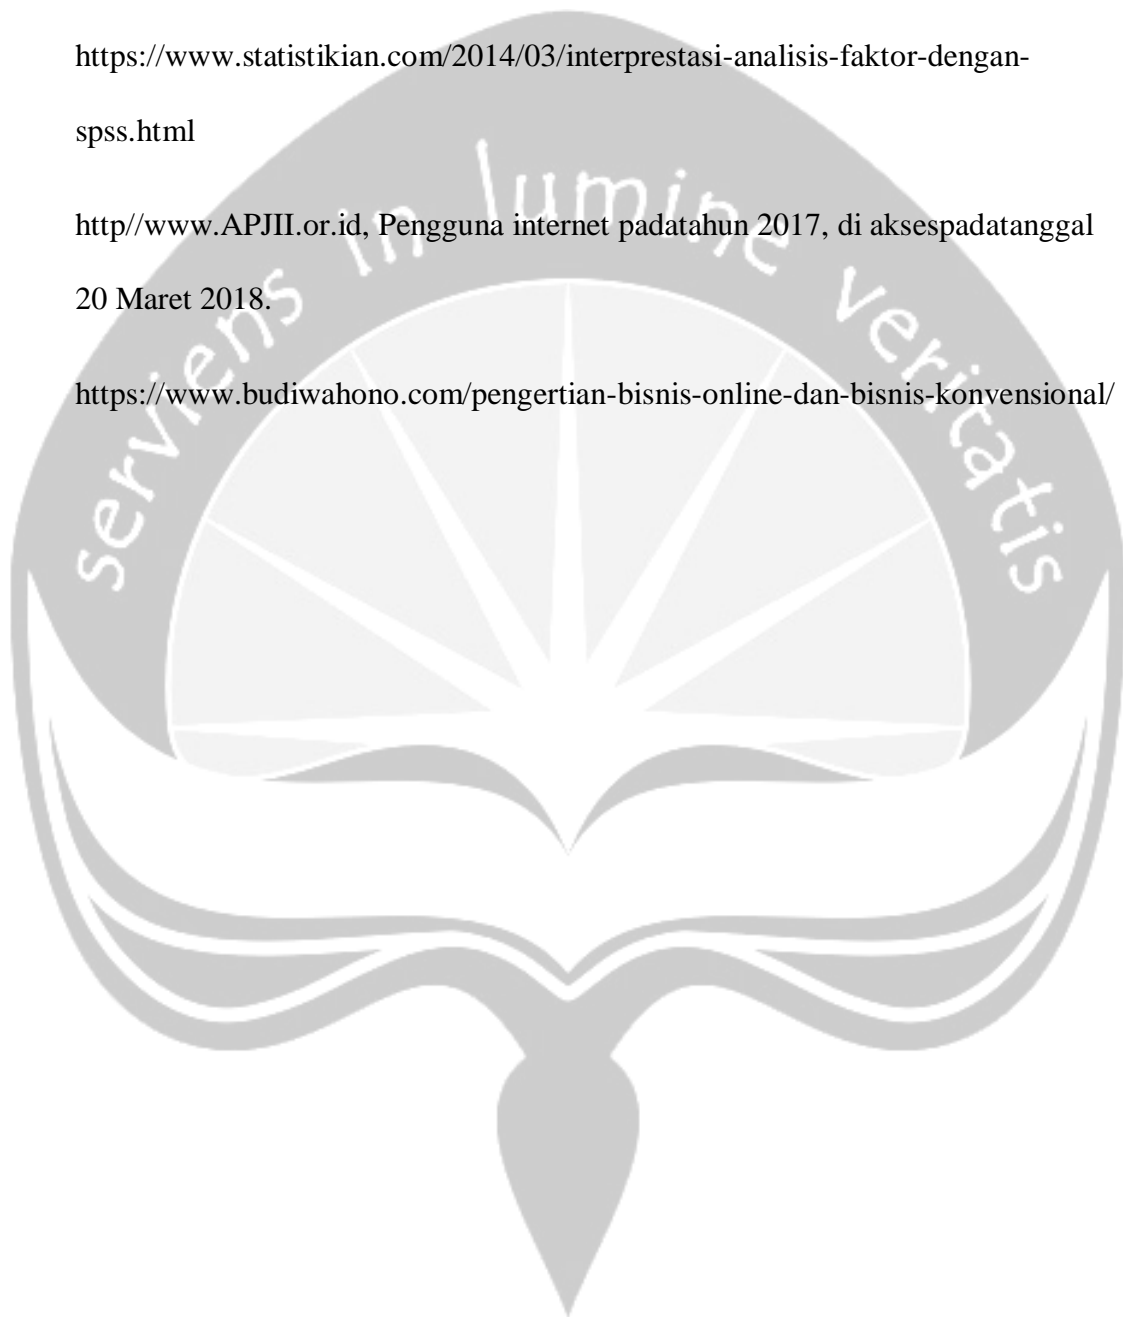 https://www.statistikian.com/2014/03/interprestasi-analisis-faktor-dengan-
spss.html
http//www.APJII.or.id, Pengguna internet padatahun 2017, di aksespadatanggal
20 Maret 2018.
https://www.budiwahono.com/pengertian-bisnis-online-dan-bisnis-konvensional/
serviens in lumine veritatis